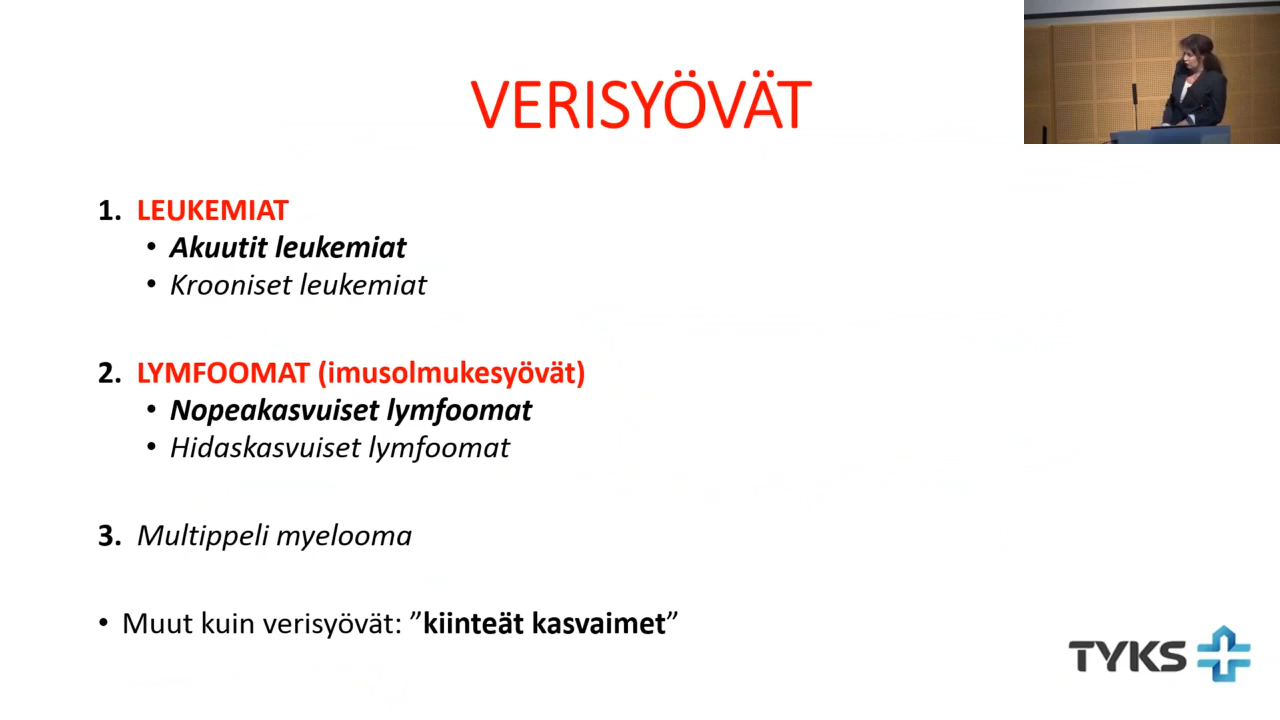 VERISYÖVÄT
1. LEUKEMIAT
• Akuutit leukemiat
• Krooniset leukemiat
2. LYMFOOMAT (imusolmukesyövät)
• Nopeakasvuiset lymfoomat
• Hidaskasvuiset lymfoomat
3. Multippeli myelooma
• Muut kuin verisyövät: ”kiinteät kasvaimet”
TYKS